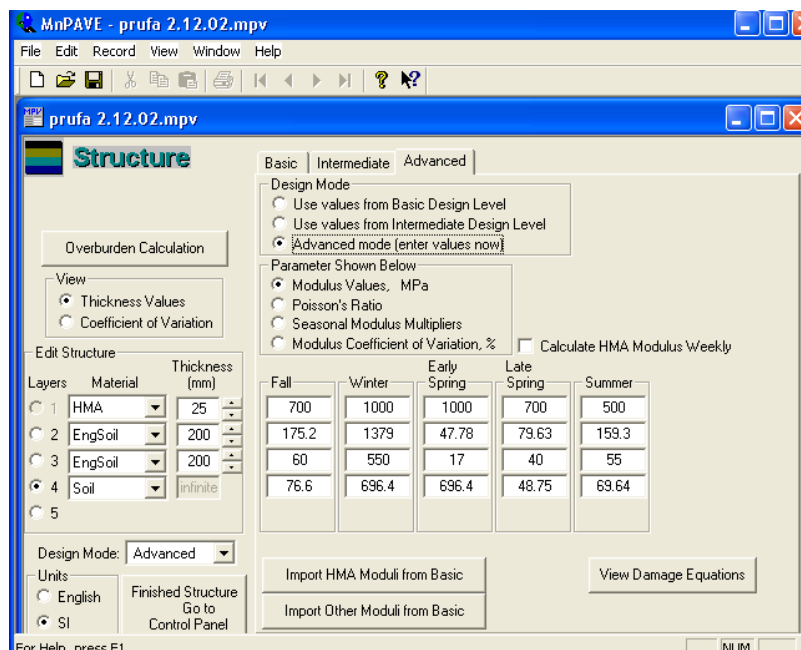 MnPAVE - prufa 2.12.02.mpv
File Edit Record View Window Help
prufa 2.12.02.mpv
Structure
Overburden Calculation
View
Thickness Values
Coefficient of Variation
Edit Structure
Layers Material Thickness (mm)
1 HMA 25
2 EngSoil 200
3 EngSoil 200
4 Soil infinite
5
Design Mode: Advanced
Units
English
SI
Finished Structure
Go to
Control Panel
Basic Intermediate Advanced
Design Mode
Use values from Basic Design Level
Use values from Intermediate Design Level
Advanced mode (enter values now)
Parameter Shown Below
Modulus Values, MPa
Poisson's Ratio
Seasonal Modulus Multipliers
Modulus Coefficient of Variation, %
Calculate HMA Modulus Weekly
Fall Winter Early Spring Late Spring Summer
700 1000 1000 700 500
175.2 1379 47.78 79.63 159.3
60 550 17 40 55
76.6 696.4 696.4 48.75 69.64
Import HMA Moduli from Basic
View Damage Equations
Import Other Moduli from Basic
For Help, press F1
NUM